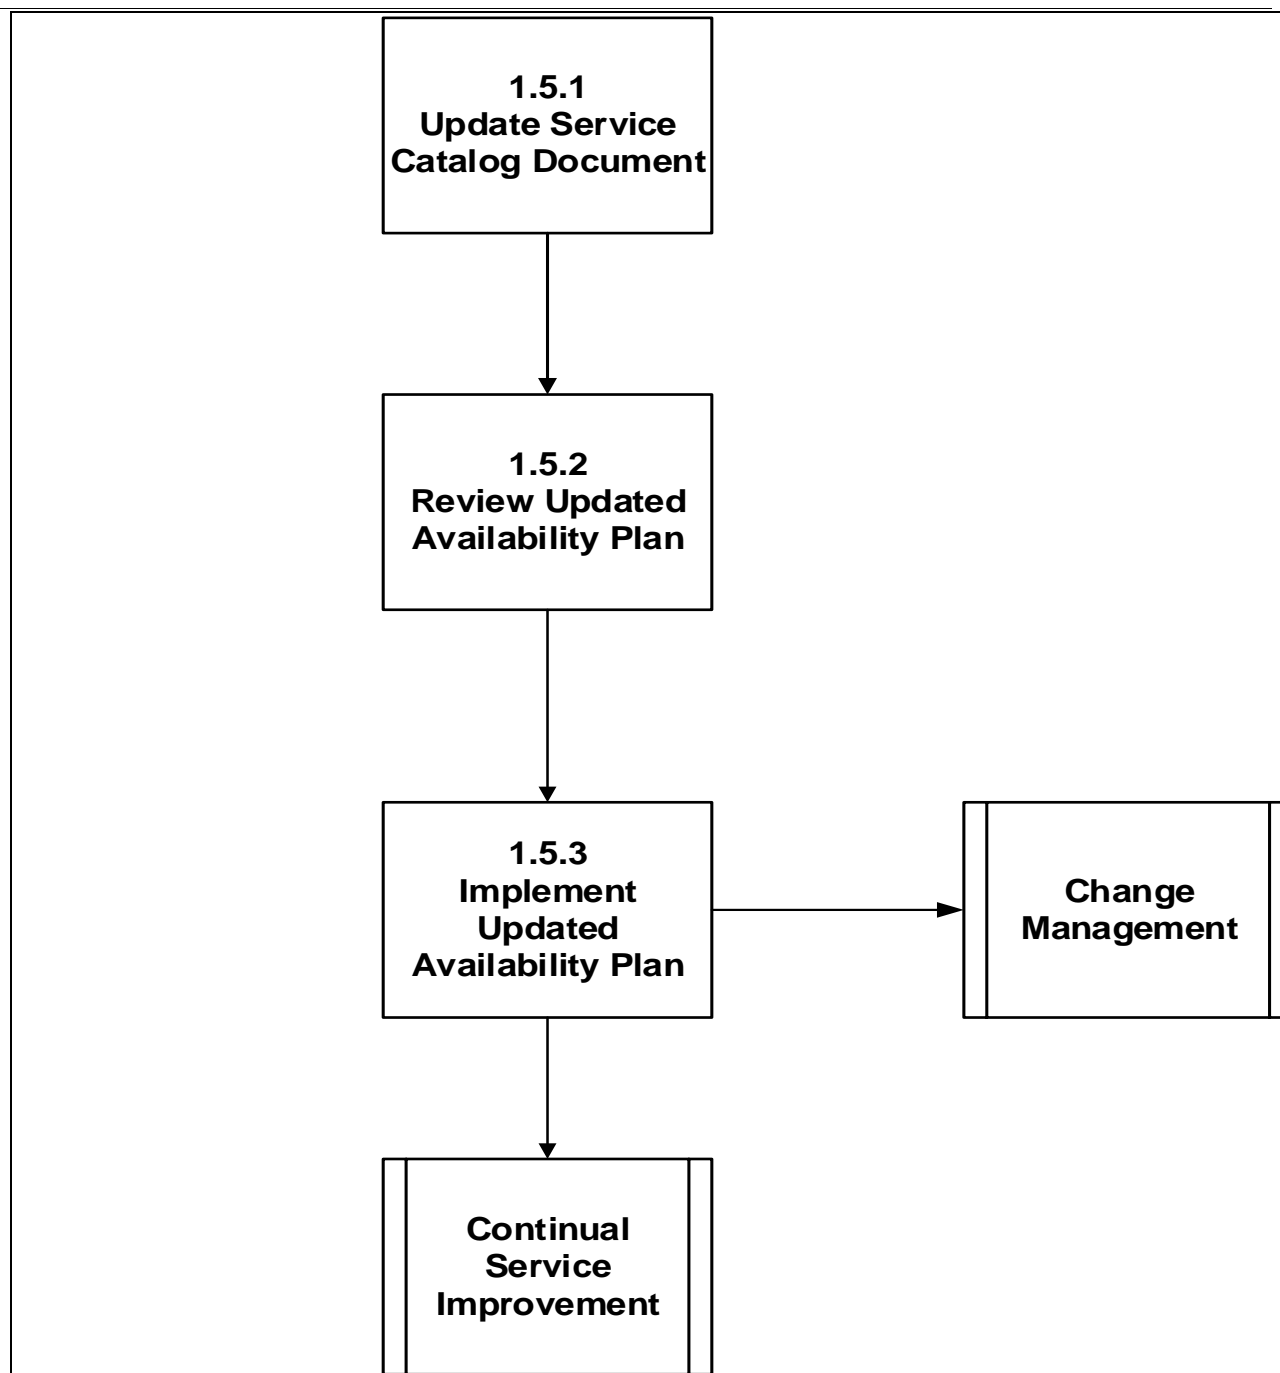 1.5.1
Update Service
Catalog Document
1.5.2
Review Updated
Availability Plan
1.5.3
Implement
Updated
Availability Plan
Change
Management
Continual
Service
Improvement